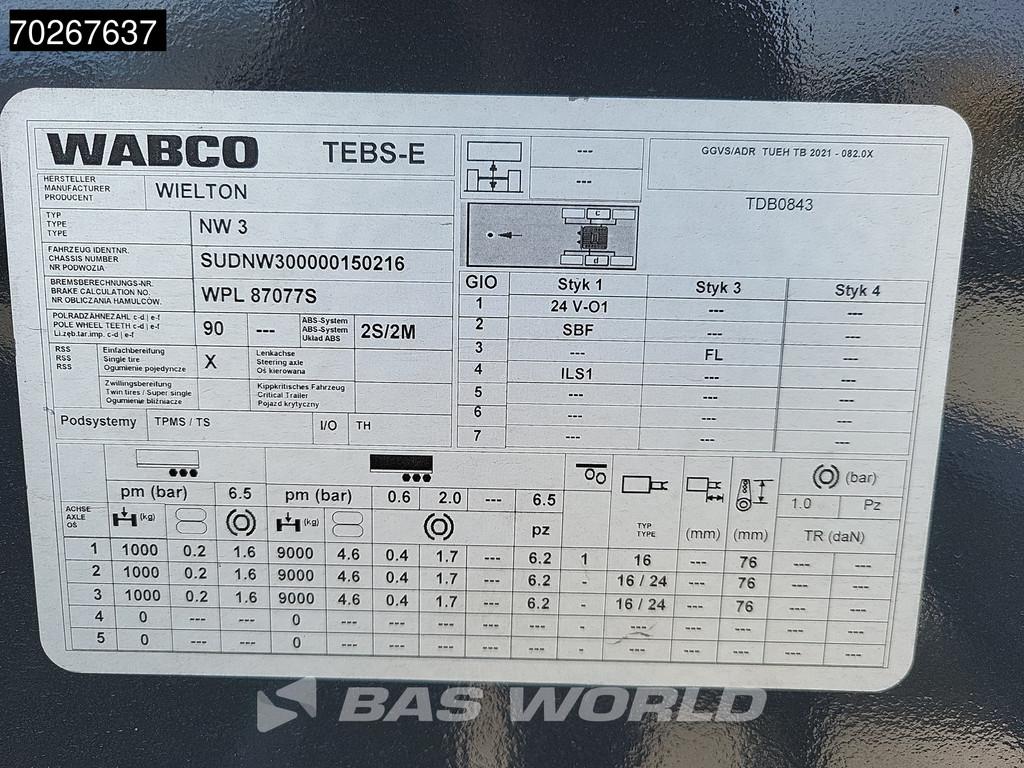 70267637
WABCO TEBS-E
HERSTELLER
MANUFACTURER
PRODUCENT
WIELTON
TYP
TYPE
TYPE
NW 3
FAHRZEUG IDENTNR.
CHASSIS NUMBER
NR PODWOZIA
SUDNW300000150216
BREMSBERECHNUNGS-NR.
BRAKE CALCULATION NO.
NR OBLICZANIA HAMULCÓW.
WPL 87077S
POLRADZÄHNEZAHL c-d | e-f
POLE WHEEL TEETH c-d | e-f
Li.zęb.tar.imp. c-d | e-f
90 ---
ABS-System
ABS-System
Układ ABS
2S/2M
RSS
RSS
RSS
Einfachbereifung
Single tire
Ogumienie pojedyncze
X
Lenkachse
Steering axle
Oś kierowana
Zwillingsbereifung
Twin tires / Super single
Ogumienie bliźniacze
Kippkritisches Fahrzeug
Critical Trailer
Pojazd krytyczny
Podsystemy TPMS / TS I/O TH
---
---
GGVS/ADR TUEH TB 2021 - 082.0X
TDB0843
c
d
GIO Styk 1 Styk 3 Styk 4
1 24 V-O1 --- ---
2 SBF --- ---
3 --- FL ---
4 ILS1 --- ---
5 --- --- ---
6 --- --- ---
7 --- --- ---
pm (bar) 6.5 pm (bar) 0.6 2.0 --- 6.5
(bar)
1.0 Pz
ACHSE
AXLE
OŚ
(kg) (kg) pz
TYP
TYPE
(mm) (mm) TR (daN)
1 1000 0.2 1.6 9000 4.6 0.4 1.7 --- 6.2 1 16 --- 76 --- ---
2 1000 0.2 1.6 9000 4.6 0.4 1.7 --- 6.2 - 16 / 24 --- 76 --- ---
3 1000 0.2 1.6 9000 4.6 0.4 1.7 --- 6.2 - 16 / 24 --- 76 --- ---
4 0 --- --- 0 --- --- --- --- --- - --- --- --- --- ---
5 0 --- --- 0 --- --- --- --- --- - --- --- --- --- ---
BAS WORLD